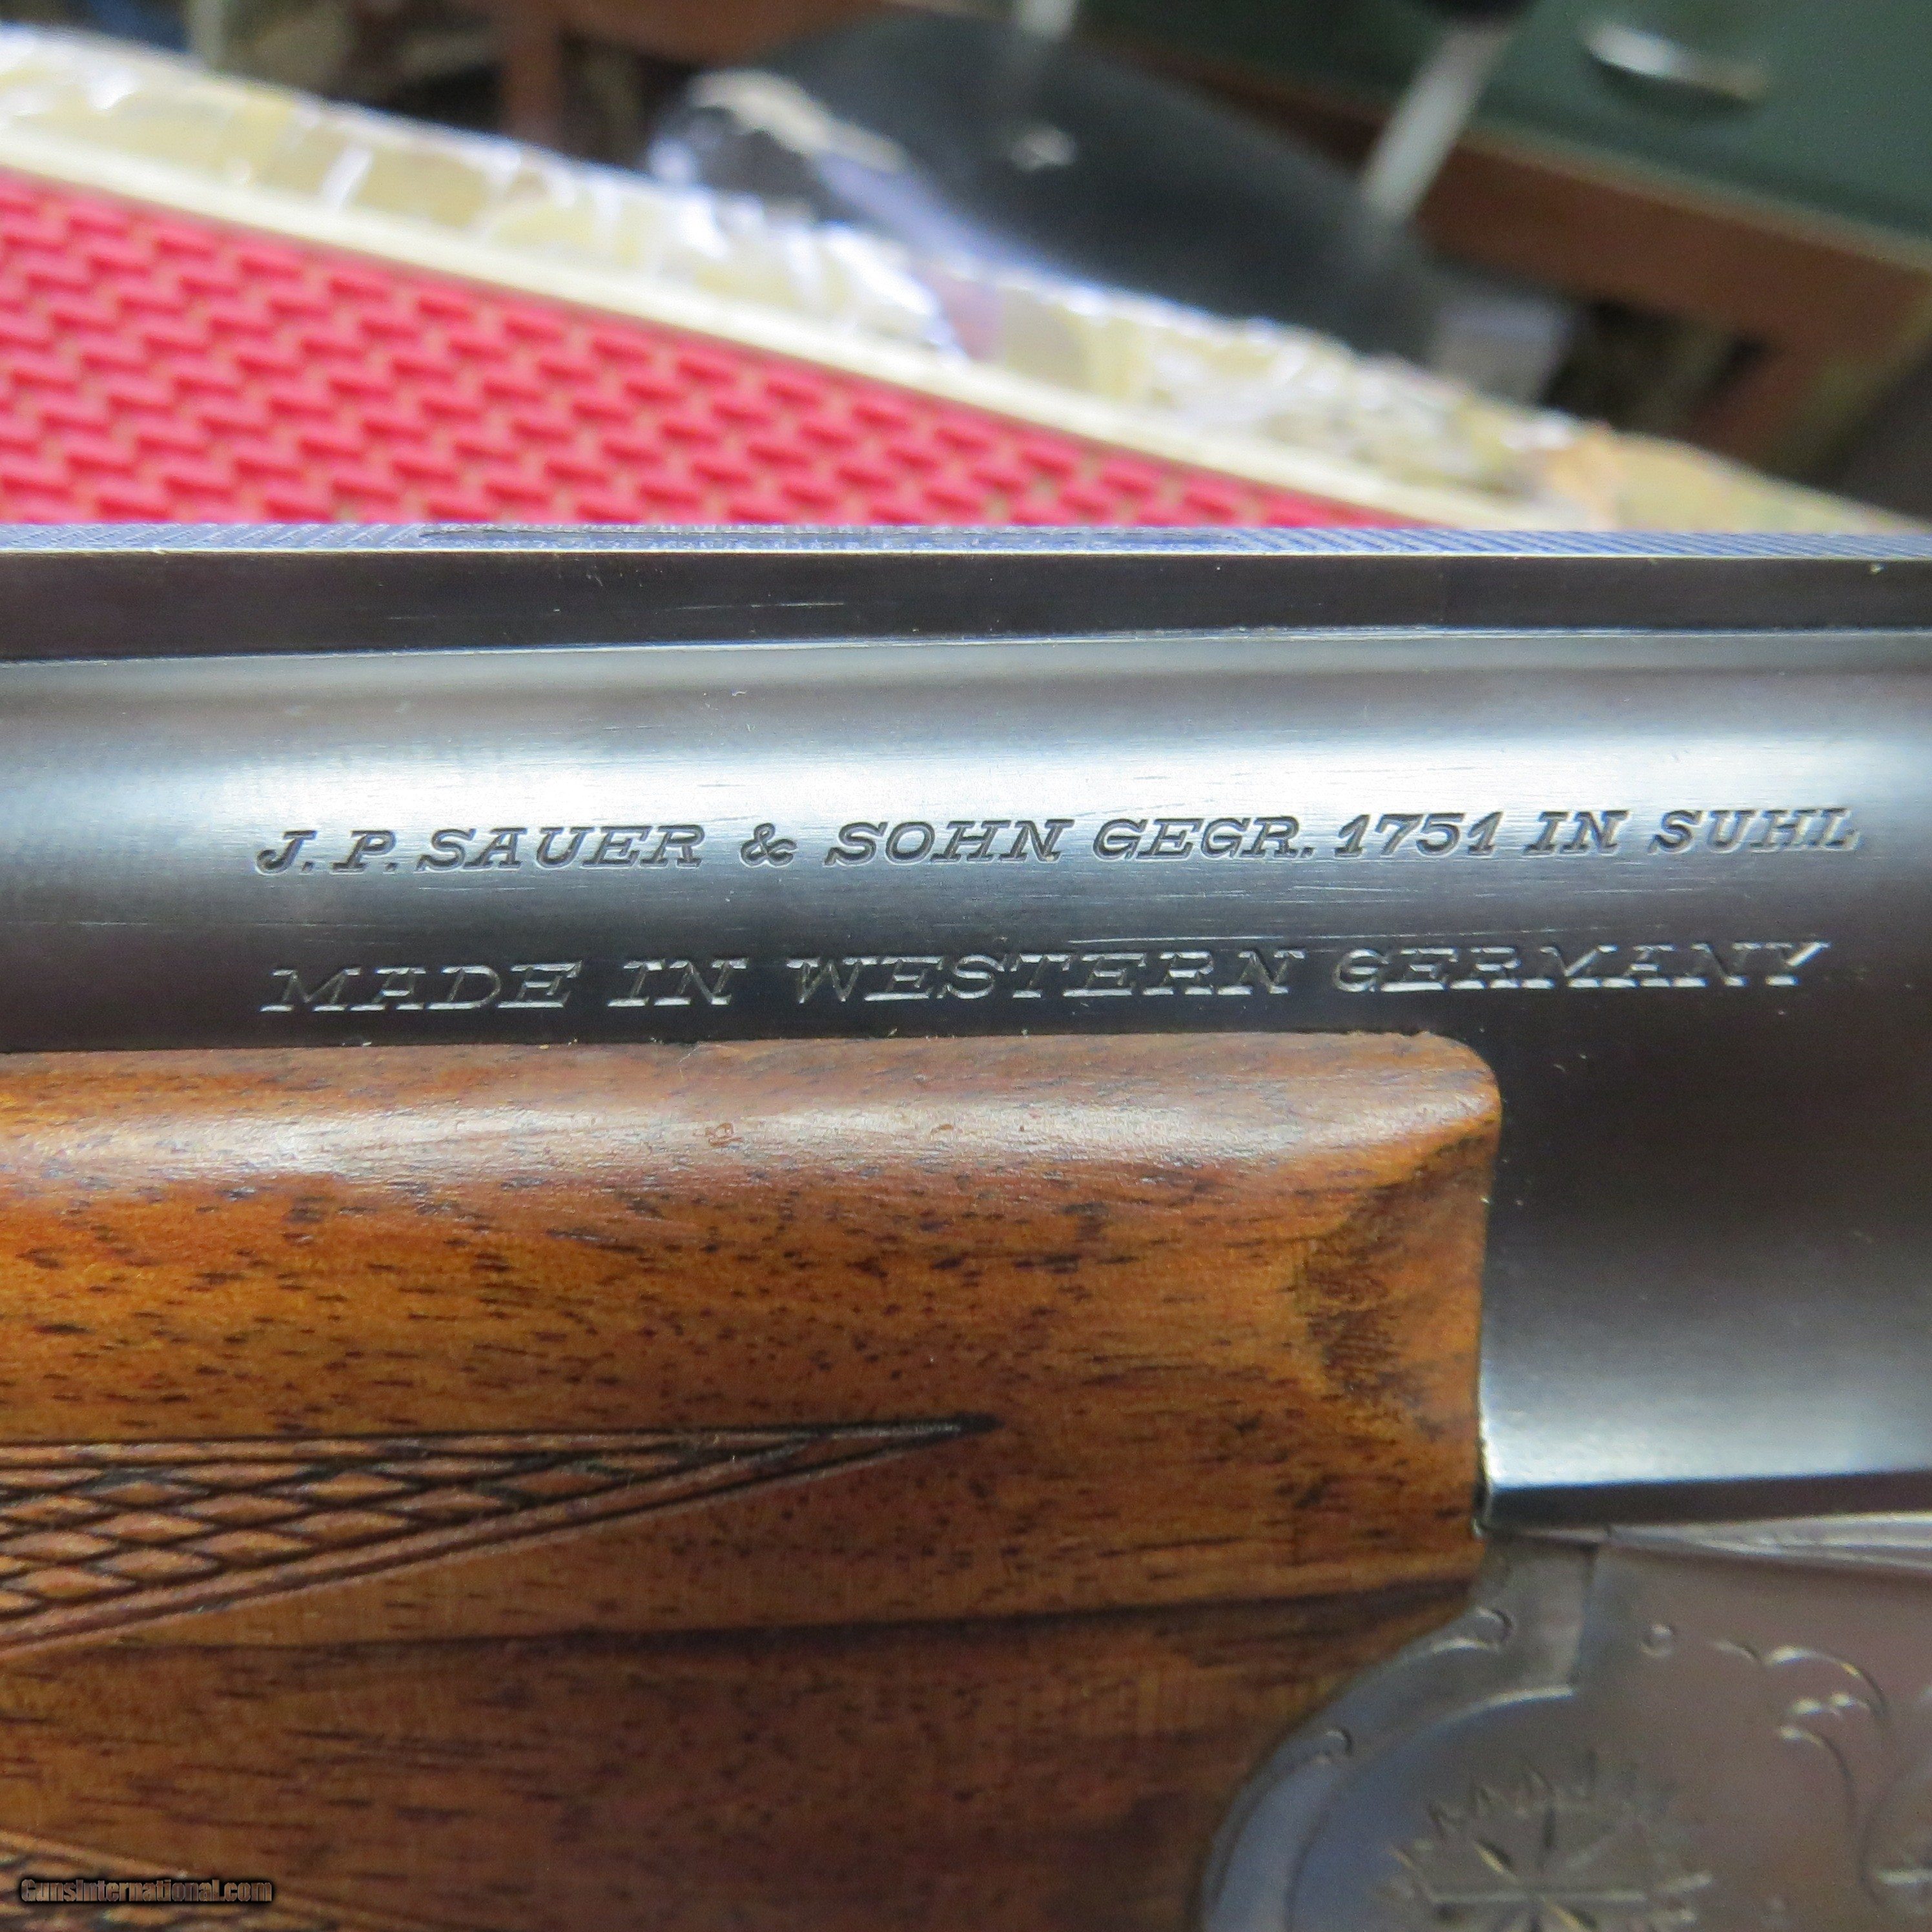 J. P. SAUER & SOHN GEGR. 1751 IN SUHL
MADE IN WESTERN GERMANY
GunsInternational.com